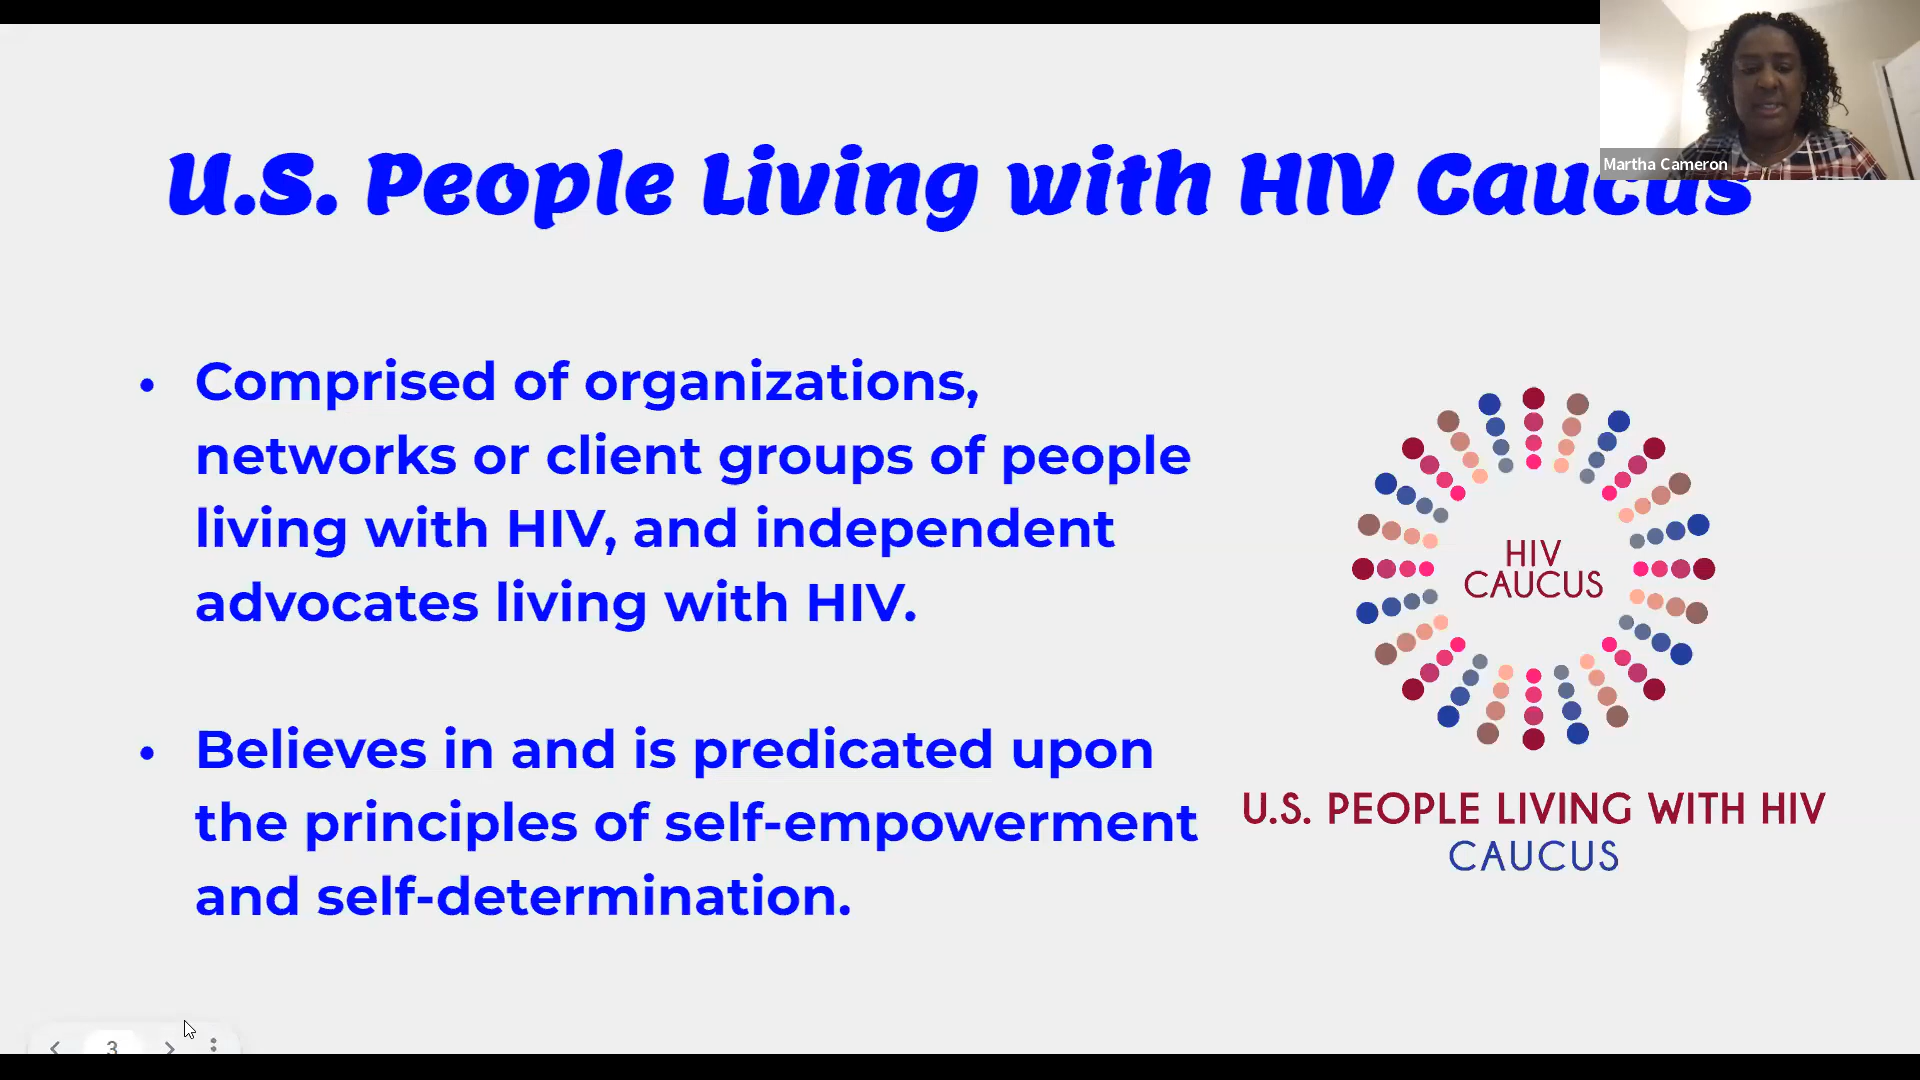 U.S. People Living with HIV Caucus
Martha Cameron
• Comprised of organizations,
networks or client groups of people
living with HIV, and independent
advocates living with HIV.
• Believes in and is predicated upon
the principles of self-empowerment
and self-determination.
HIV
CAUCUS
U.S. PEOPLE LIVING WITH HIV
CAUCUS
3